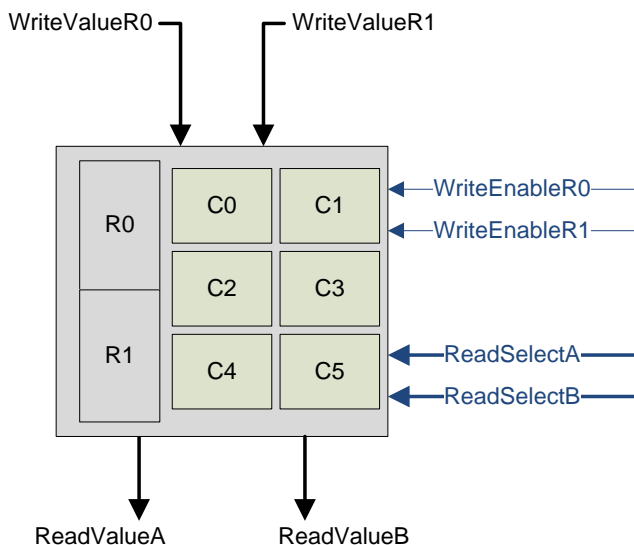 WriteValueR0
WriteValueR1
R0
C0
C1
WriteEnableR0
WriteEnableR1
C2
C3
R1
C4
C5
ReadSelectA
ReadSelectB
ReadValueA
ReadValueB